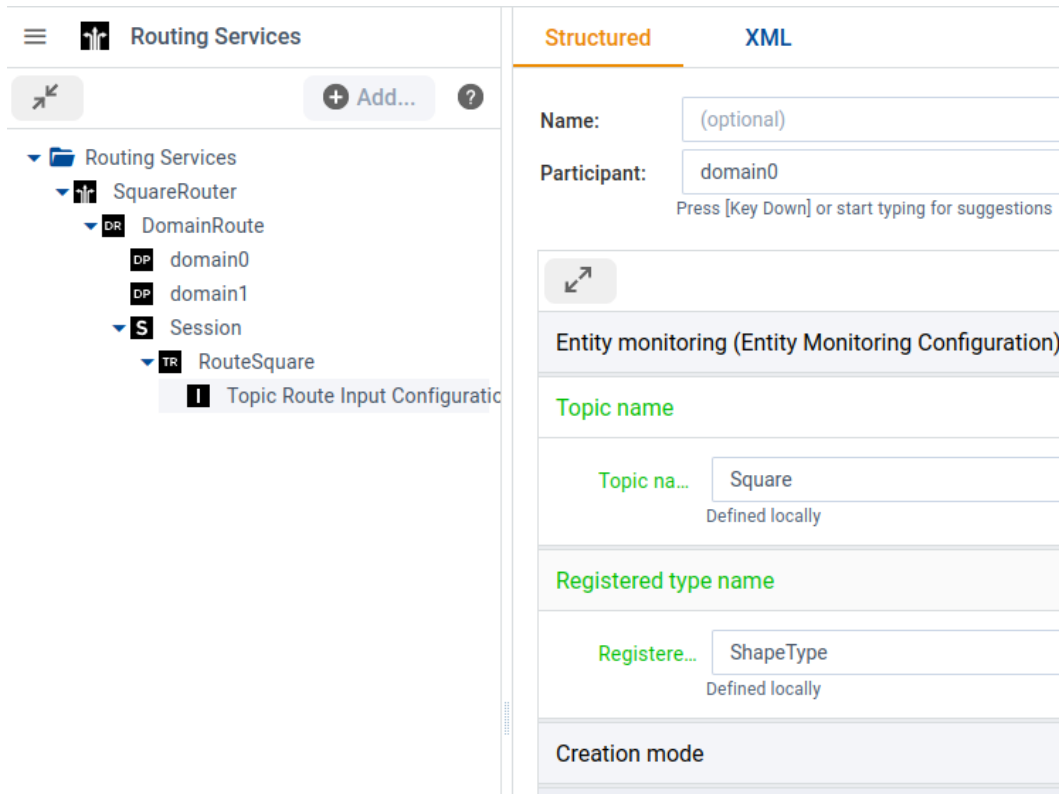 Routing Services
Add...
?
Routing Services
SquareRouter
DR DomainRoute
DP domain0
DP domain1
S Session
TR RouteSquare
I Topic Route Input Configuratio
Structured XML
Name: (optional)
Participant: domain0
Press [Key Down] or start typing for suggestions
Entity monitoring (Entity Monitoring Configuration)
Topic name
Topic na... Square
Defined locally
Registered type name
Registere... ShapeType
Defined locally
Creation mode